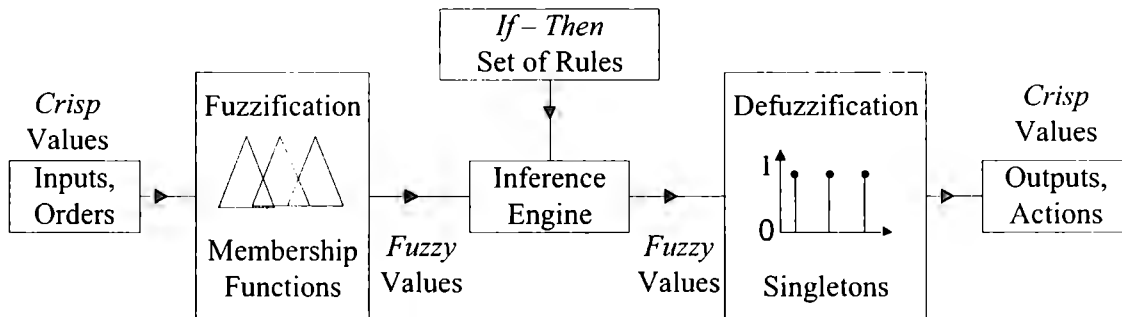 If – Then
Set of Rules
Crisp
Values
Inputs,
Orders
Fuzzification
Membership
Functions
Fuzzy
Values
Inference
Engine
Fuzzy
Values
Defuzzification
1
0
Singletons
Crisp
Values
Outputs,
Actions